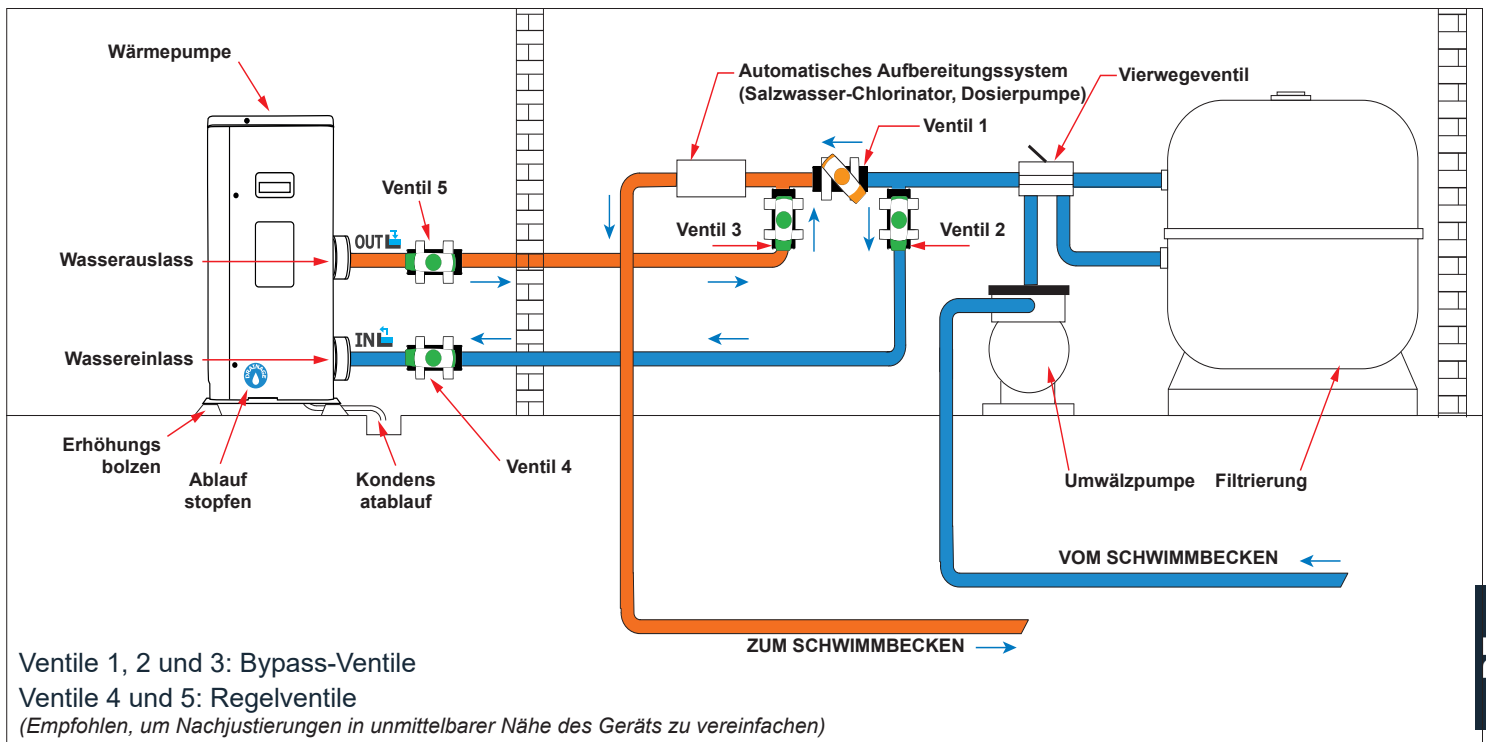 Wärmepumpe
Automatisches Aufbereitungssystem
(Salzwasser-Chlorinator, Dosierpumpe)
Vierwegeventil
Ventil 1
Ventil 5
Ventil 3
Ventil 2
OUT
Wasserauslass
IN
Wassereinlass
DRAINAGE
Erhöhungs
bolzen
Ablauf
stopfen
Kondens
atablauf
Ventil 4
Umwälzpumpe
Filtrierung
VOM SCHWIMMBECKEN
ZUM SCHWIMMBECKEN
Ventile 1, 2 und 3: Bypass-Ventile
Ventile 4 und 5: Regelventile
(Empfohlen, um Nachjustierungen in unmittelbarer Nähe des Geräts zu vereinfachen)